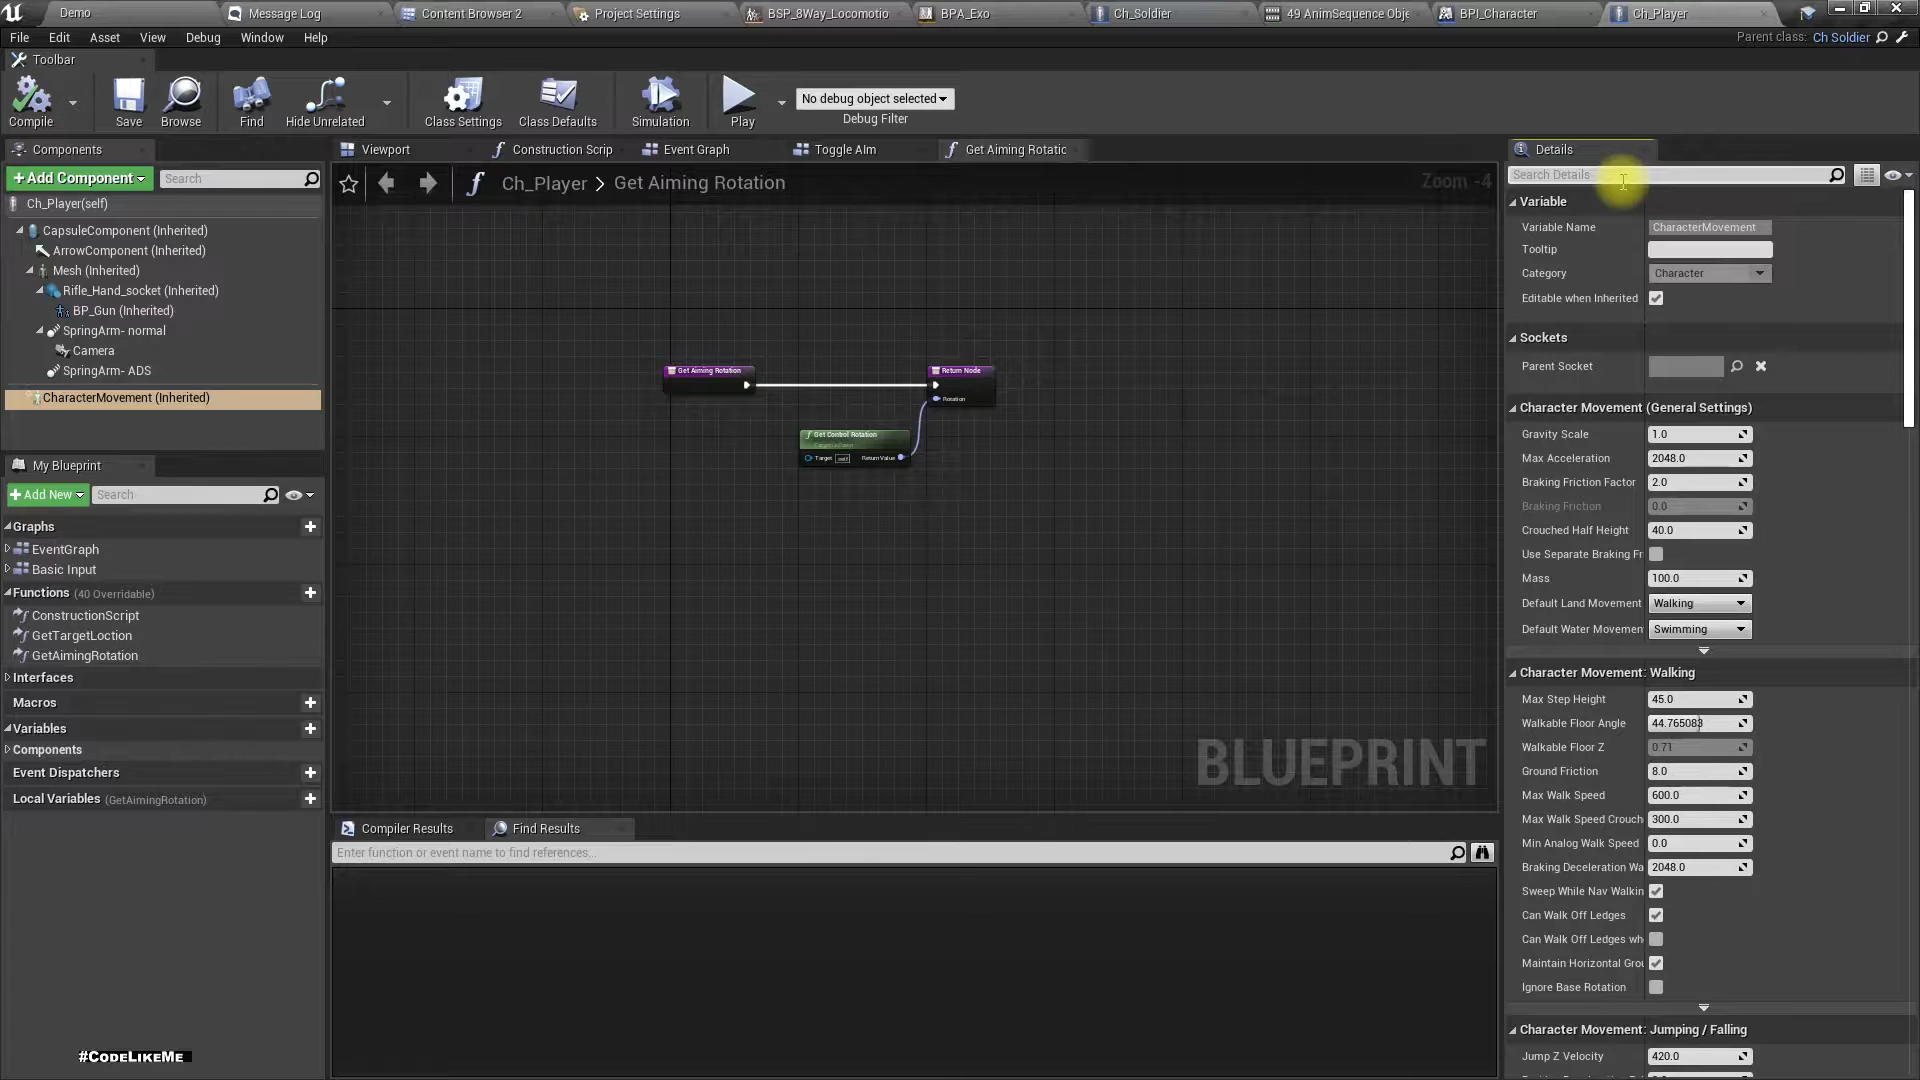 Demo
Message Log
Content Browser 2
Project Settings
BSP_8Way_Locomotio
BPA_Exo
Ch_Soldier
49 AnimSequence Obje
BPI_Character
Ch_Player
File
Edit
Asset
View
Debug
Window
Help
Parent class: Ch Soldier
Toolbar
Compile
Save
Browse
Find
Hide Unrelated
Class Settings
Class Defaults
Simulation
Play
No debug object selected
Debug Filter
Components
+Add Component
Search
Ch_Player(self)
CapsuleComponent (Inherited)
ArrowComponent (Inherited)
Mesh (Inherited)
Rifle_Hand_socket (Inherited)
BP_Gun (Inherited)
SpringArm- normal
Camera
SpringArm- ADS
CharacterMovement (Inherited)
My Blueprint
+Add New
Search
Graphs
EventGraph
Basic Input
Functions (40 Overridable)
ConstructionScript
GetTargetLoction
GetAimingRotation
Interfaces
Macros
Variables
Components
Event Dispatchers
Local Variables (GetAimingRotation)
#CodeLikeMe
Viewport
Construction Scrip
Event Graph
Toggle AIm
Get Aiming Rotatic
Ch_Player > Get Aiming Rotation
Zoom -4
Get Aiming Rotation
Return Node
Rotation
Get Control Rotation
Target self
Return Value
BLUEPRINT
Compiler Results
Find Results
Enter function or event name to find references...
Details
Search Details
Variable
Variable Name CharacterMovement
Tooltip
Category Character
Editable when Inherited
Sockets
Parent Socket
Character Movement (General Settings)
Gravity Scale 1.0
Max Acceleration 2048.0
Braking Friction Factor 2.0
Braking Friction 0.0
Crouched Half Height 40.0
Use Separate Braking Fr
Mass 100.0
Default Land Movement Walking
Default Water Movemen Swimming
Character Movement: Walking
Max Step Height 45.0
Walkable Floor Angle 44.765083
Walkable Floor Z 0.71
Ground Friction 8.0
Max Walk Speed 600.0
Max Walk Speed Crouch 300.0
Min Analog Walk Speed 0.0
Braking Deceleration Wa 2048.0
Sweep While Nav Walkin
Can Walk Off Ledges
Can Walk Off Ledges wh
Maintain Horizontal Grou
Ignore Base Rotation
Character Movement: Jumping / Falling
Jump Z Velocity 420.0